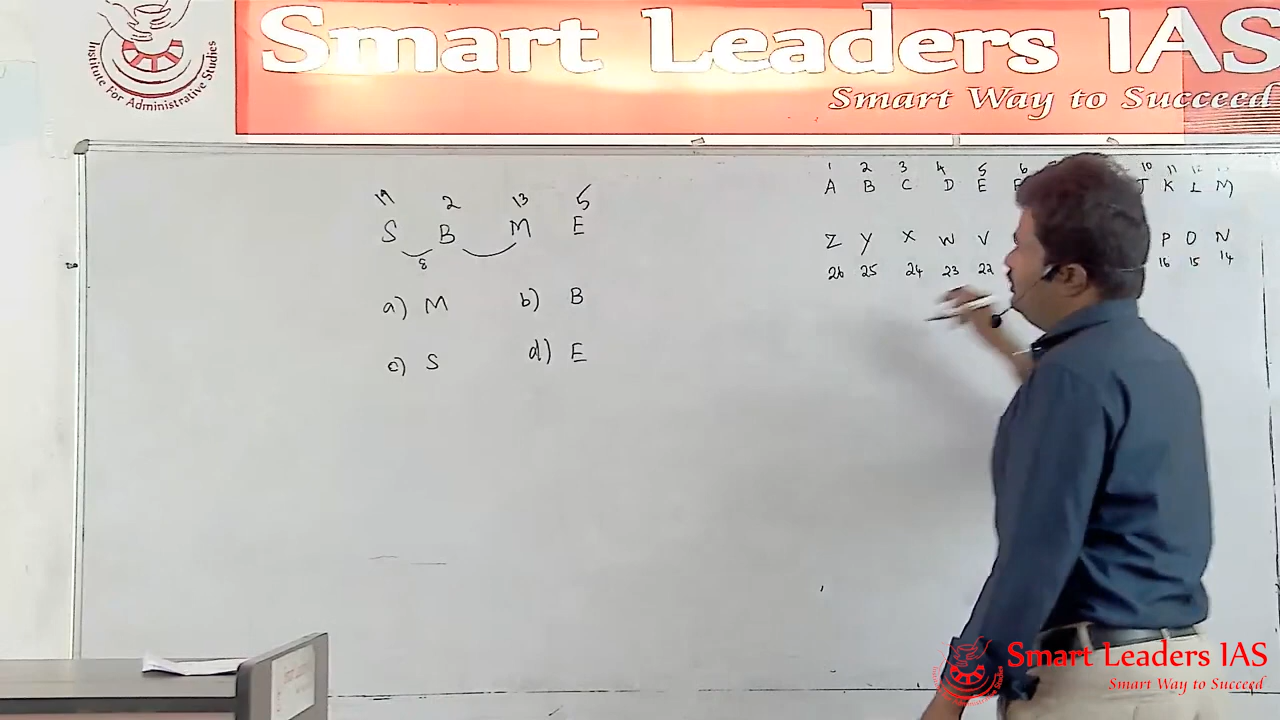 Institute For Administrative Studies
Smart Leaders IAS
Smart Way to Succeed
19 2 13 5
S B M E
8
a) M b) B
c) S d) E
1 2 3 4 5 6 10 11 12 13
A B C D E F J K L M
Z Y X W V P O N
26 25 24 23 22 16 15 14
Smart Leaders IAS
Smart Way to Succeed